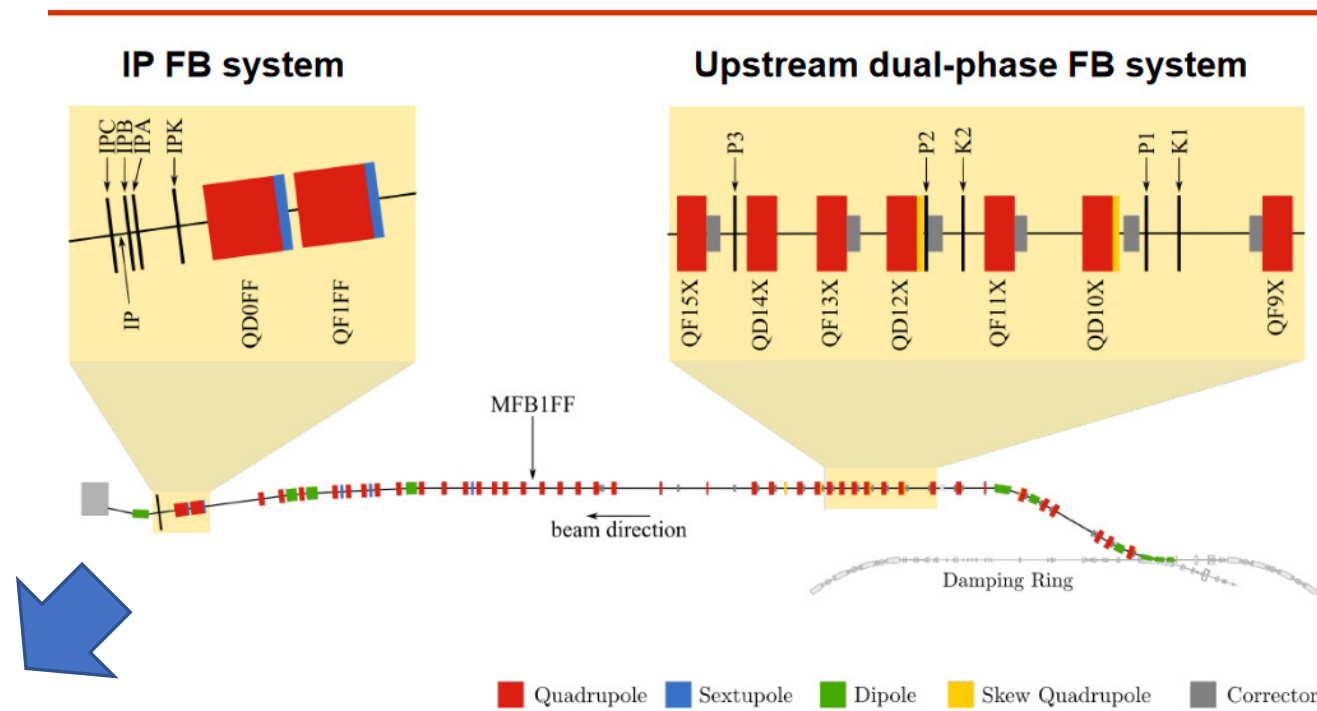 IP FB system
Upstream dual-phase FB system
IPC
IPB
IPA
IPK
IP
QD0FF
QF1FF
P3
P2
K2
P1
K1
QF15X
QD14X
QF13X
QD12X
QF11X
QD10X
QF9X
MFB1FF
beam direction
Damping Ring
Quadrupole
Sextupole
Dipole
Skew Quadrupole
Corrector